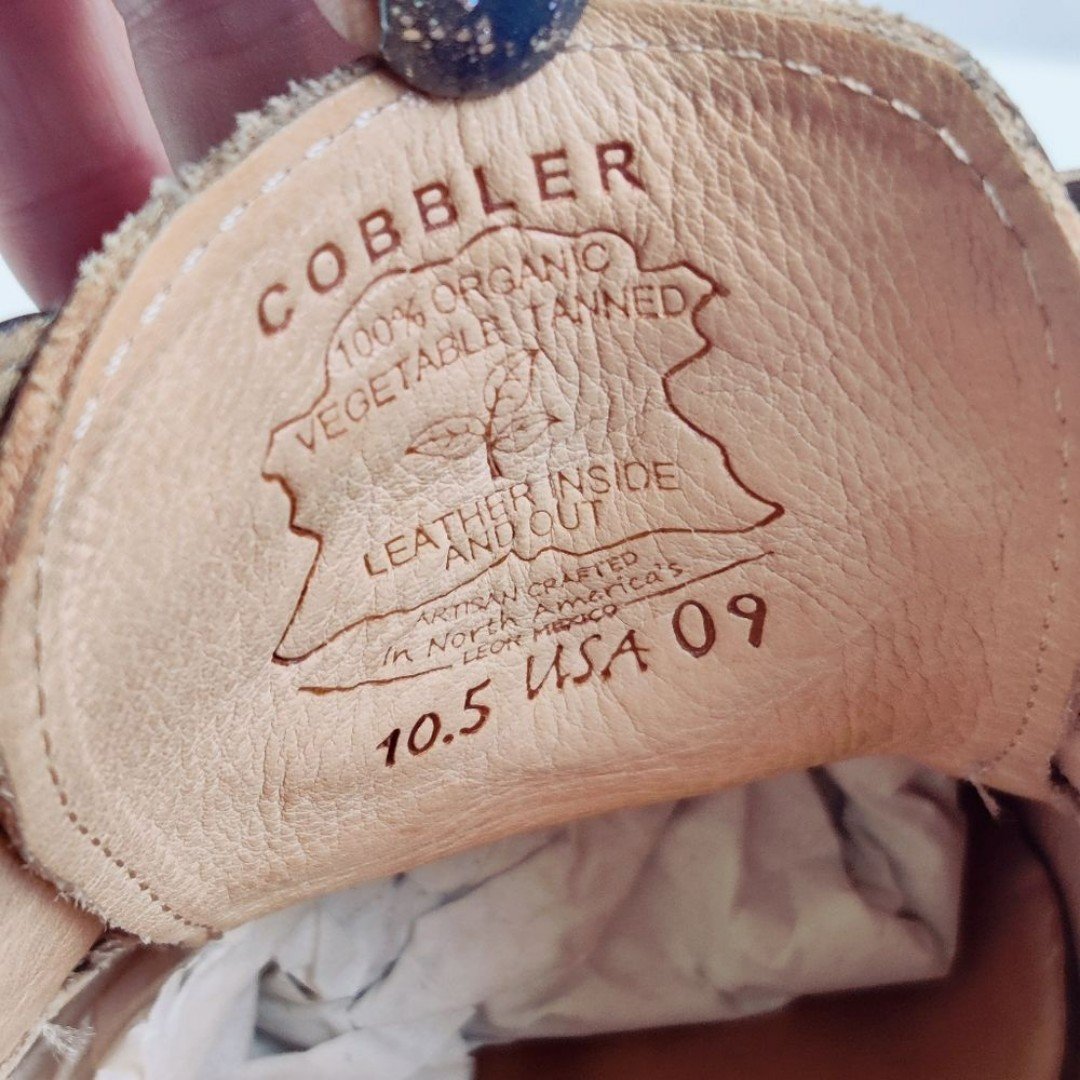 COBBLER
100% ORGANIC
VEGETABLE TANNED
LEATHER INSIDE
AND OUT
ARTISAN CRAFTED
in North America's
LEON MEXICO
10.5 USA 09